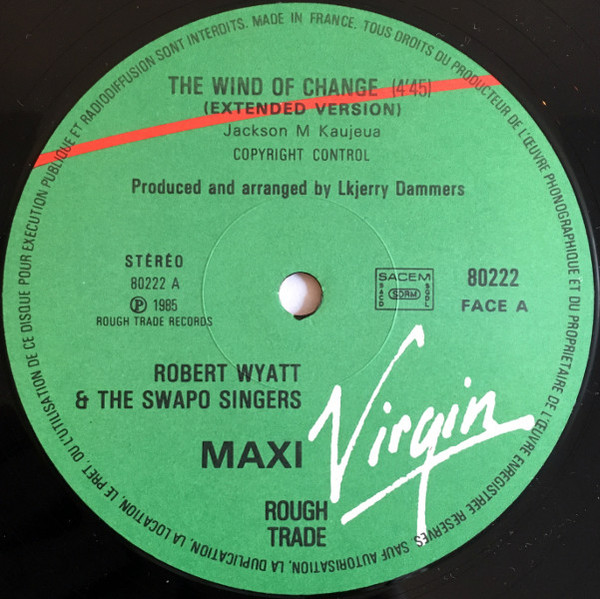 THE WIND OF CHANGE (4'45)
(EXTENDED VERSION)
Jackson M Kaujeua
COPYRIGHT CONTROL
Produced and arranged by Lkjerry Dammers
STÉRÉO
80222 A
Ⓟ 1985
ROUGH TRADE RECORDS
SACEM
SACD
SDRM
SGDL
80222
FACE A
ROBERT WYATT
& THE SWAPO SINGERS
MAXI
Virgin
ROUGH
TRADE
MADE IN FRANCE. TOUS DROITS DU PRODUCTEUR DE L'ŒUVRE PHONOGRAPHIQUE ET DU PROPRIETAIRE DE L'ŒUVRE ENREGISTREE RESERVES. SAUF AUTORISATION, LA DUPLICATION, LA LOCATION, LE PRET, OU L'UTILISATION DE CE DISQUE POUR EXECUTION PUBLIQUE ET RADIODIFFUSION SONT INTERDITS.